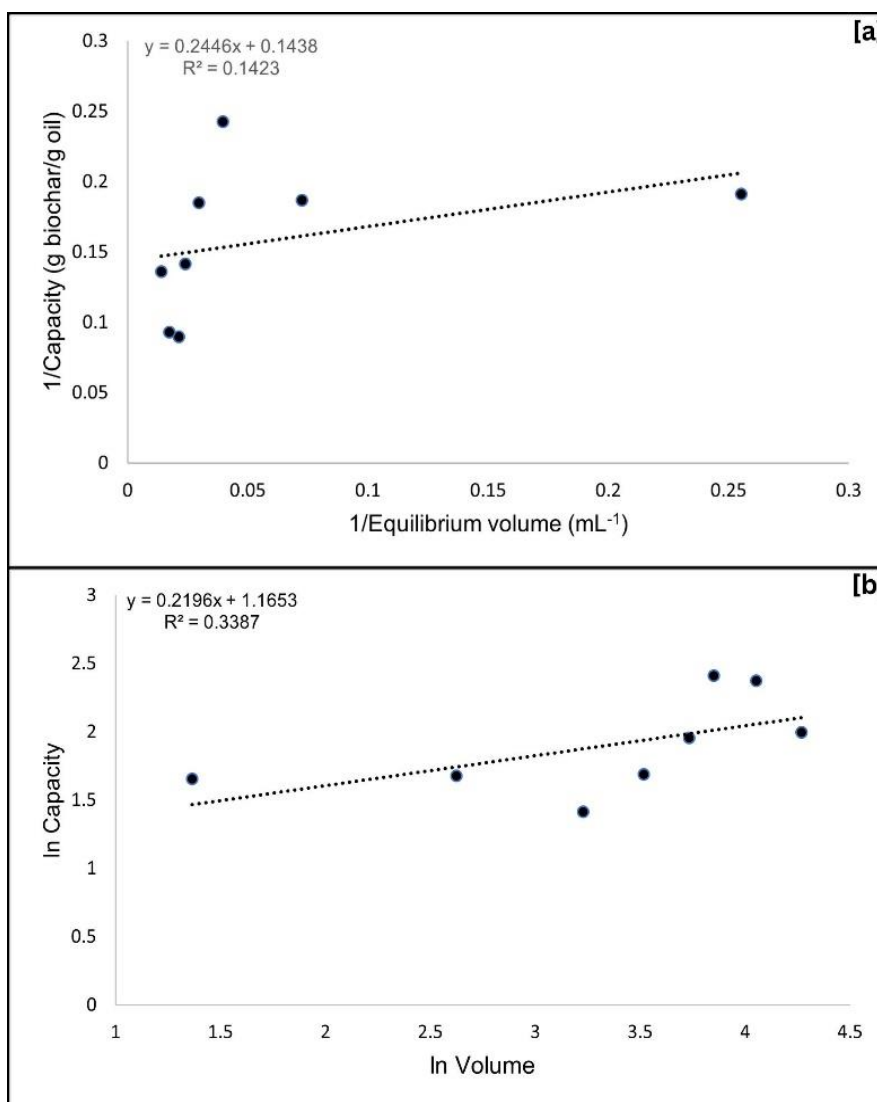 [a]
y = 0.2446x + 0.1438
R² = 0.1423
0.3
0.25
0.2
0.15
0.1
0.05
0
1/Capacity (g biochar/g oil)
0 0.05 0.1 0.15 0.2 0.25 0.3
1/Equilibrium volume (mL⁻¹)
[b
y = 0.2196x + 1.1653
R² = 0.3387
3
2.5
2
1.5
1
0.5
0
ln Capacity
1 1.5 2 2.5 3 3.5 4 4.5
ln Volume